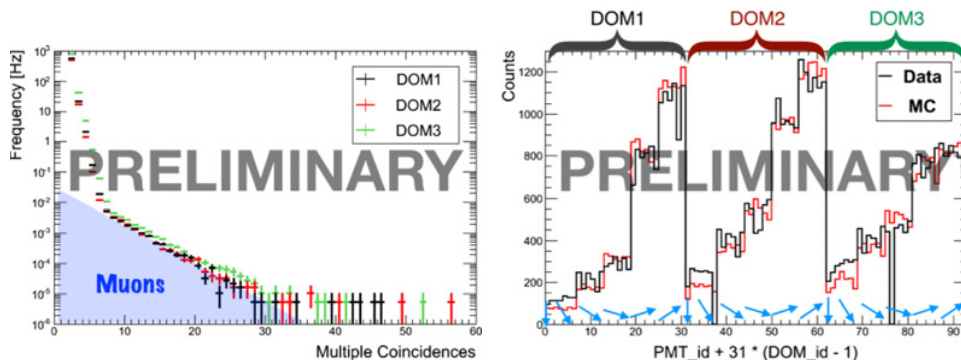 Frequency [Hz]
10³
10²
10
1
10⁻¹
10⁻²
10⁻³
10⁻⁴
10⁻⁵
10⁻⁶
DOM1
DOM2
DOM3
PRELIMINARY
Muons
0 10 20 30 40 50 60
Multiple Coincidences
DOM1 DOM2 DOM3
Counts
1200
1000
800
600
400
200
0
Data
MC
PRELIMINARY
0 10 20 30 40 50 60 70 80 90
PMT_id + 31 * (DOM_id - 1)